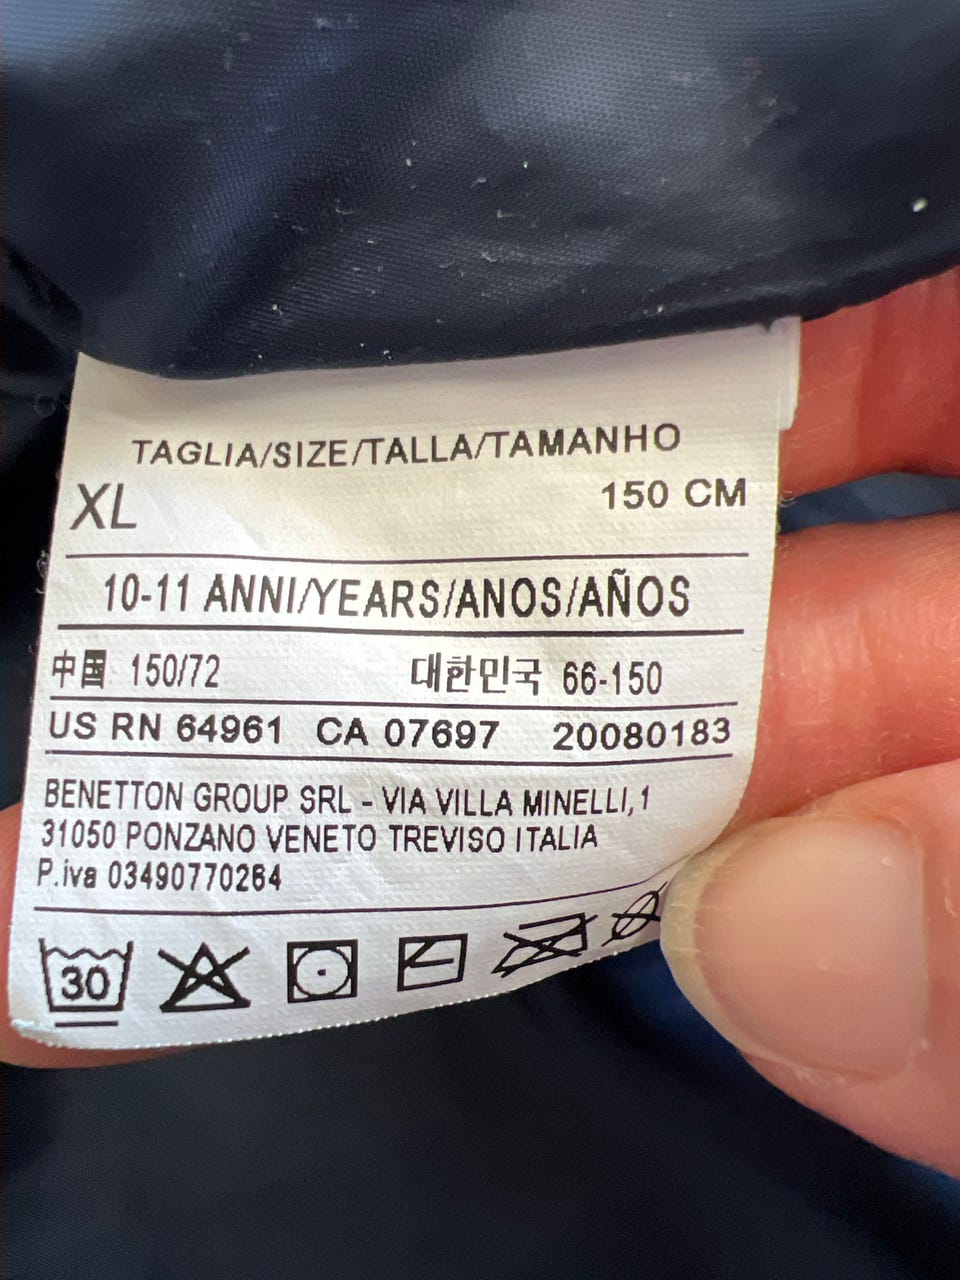 TAGLIA/SIZE/TALLA/TAMANHO
XL 150 CM
10-11 ANNI/YEARS/ANOS/AÑOS
中国 150/72 대한민국 66-150
US RN 64961 CA 07697 20080183
BENETTON GROUP SRL - VIA VILLA MINELLI,1
31050 PONZANO VENETO TREVISO ITALIA
P.iva 03490770264
30